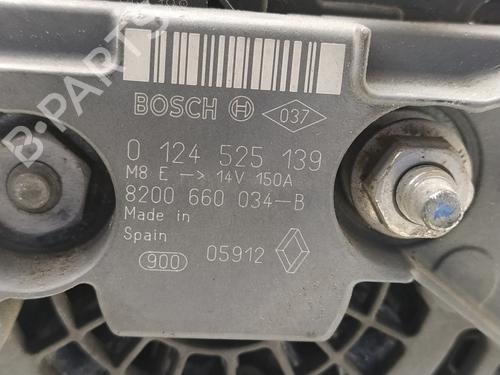 B-PARTS
BOSCH 037
0 124 525 139
M8 E -> 14V 150A
8200 660 034-B
Made in
Spain 05912
900